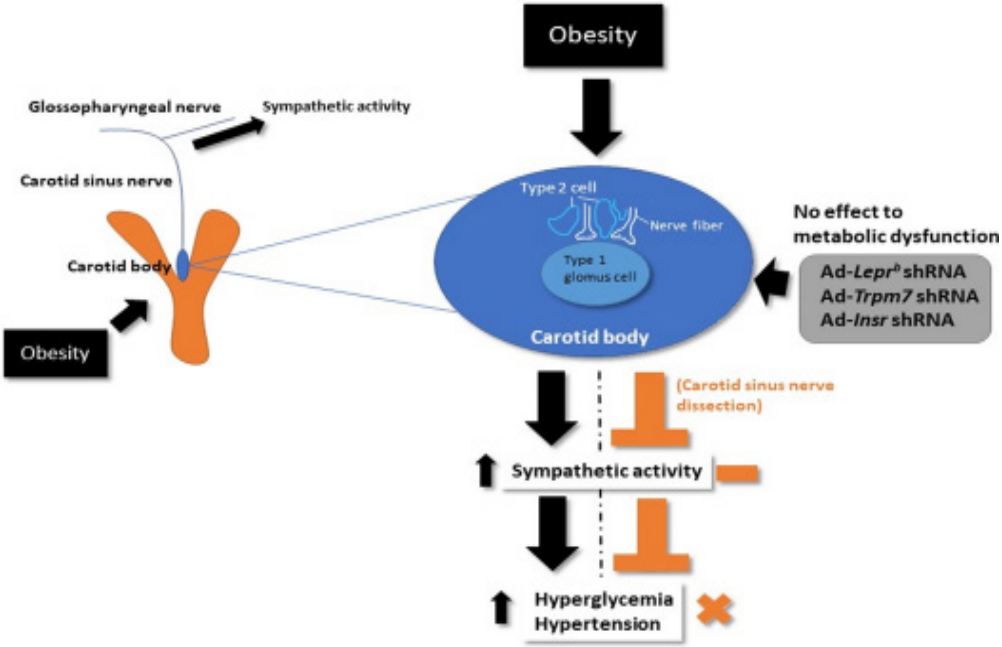 Obesity
Glossopharyngeal nerve
Sympathetic activity
Carotid sinus nerve
Carotid body
Obesity
Type 2 cell
Nerve fiber
Type 1
glomus cell
Carotid body
No effect to
metabolic dysfunction
Ad-Leprᵇ shRNA
Ad-Trpm7 shRNA
Ad-Insr shRNA
(Carotid sinus nerve
dissection)
Sympathetic activity
Hyperglycemia
Hypertension